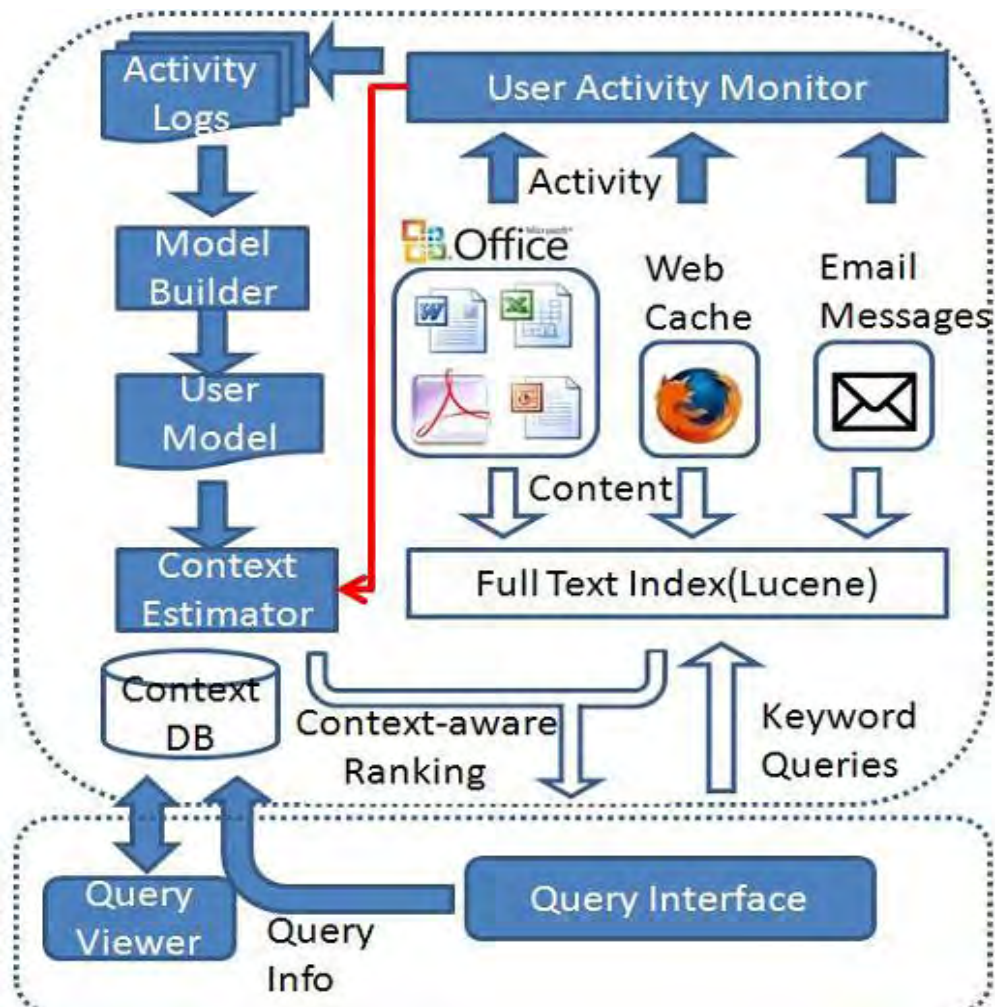 Activity
Logs
User Activity Monitor
Activity
Model
Builder
Microsoft®
Office
Web
Cache
Email
Messages
User
Model
Content
Context
Estimator
Full Text Index(Lucene)
Context
DB
Context-aware
Ranking
Keyword
Queries
Query
Viewer
Query
Info
Query Interface